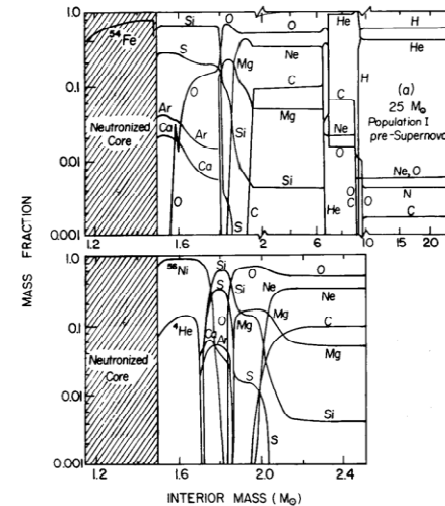 MASS FRACTION
1.0
0.1
0.01
0.001
⁵⁴Fe
Si
O
O
H
S
Mg
Ne
He
He
O
C
C
H
(a)
25 M⊙
Population I
pre-Supernova
Ar
Mg
Neutronized
Core
Ca
Ar
Si
Ne
Ca
Si
O
Ne,O
O
O
N
C
O
C
O
S
C
He
C
1.2
1.6
2
6
10
15
20
1.0
0.1
0.01
0.001
⁵⁶Ni
Si
Si
O
O
S
Ne
Ne
⁴He
O
Mg
Mg
C
Ca
Ar
Mg
Neutronized
Core
S
Si
C
S
1.2
1.6
2.0
2.4
INTERIOR MASS (M⊙)